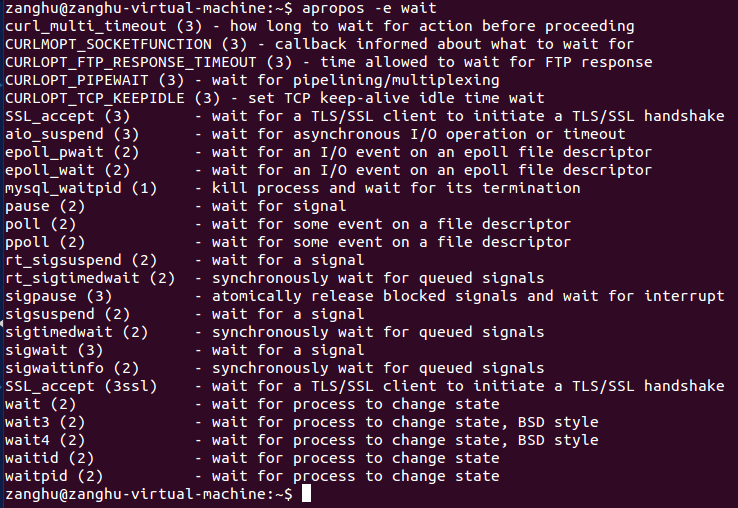 zanghu@zanghu-virtual-machine:~$ apropos -e wait
curl_multi_timeout (3) - how long to wait for action before proceeding
CURLMOPT_SOCKETFUNCTION (3) - callback informed about what to wait for
CURLOPT_FTP_RESPONSE_TIMEOUT (3) - time allowed to wait for FTP response
CURLOPT_PIPEWAIT (3) - wait for pipelining/multiplexing
CURLOPT_TCP_KEEPIDLE (3) - set TCP keep-alive idle time wait
SSL_accept (3)       - wait for a TLS/SSL client to initiate a TLS/SSL handshake
aio_suspend (3)      - wait for asynchronous I/O operation or timeout
epoll_pwait (2)      - wait for an I/O event on an epoll file descriptor
epoll_wait (2)       - wait for an I/O event on an epoll file descriptor
mysql_waitpid (1)    - kill process and wait for its termination
pause (2)            - wait for signal
poll (2)             - wait for some event on a file descriptor
ppoll (2)            - wait for some event on a file descriptor
rt_sigsuspend (2)    - wait for a signal
rt_sigtimedwait (2)  - synchronously wait for queued signals
sigpause (3)         - atomically release blocked signals and wait for interrupt
sigsuspend (2)       - wait for a signal
sigtimedwait (2)     - synchronously wait for queued signals
sigwait (3)          - wait for a signal
sigwaitinfo (2)      - synchronously wait for queued signals
SSL_accept (3ssl)    - wait for a TLS/SSL client to initiate a TLS/SSL handshake
wait (2)             - wait for process to change state
wait3 (2)            - wait for process to change state, BSD style
wait4 (2)            - wait for process to change state, BSD style
waitid (2)           - wait for process to change state
waitpid (2)          - wait for process to change state
zanghu@zanghu-virtual-machine:~$